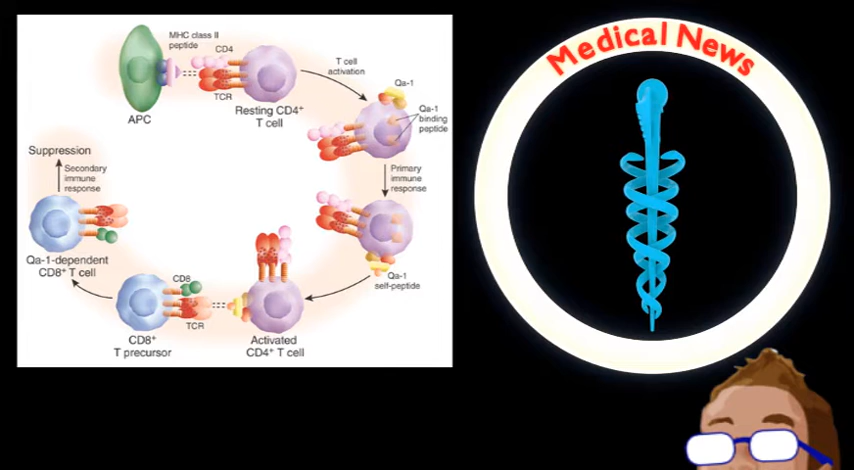 MHC class II
peptide
CD4
TCR
APC
Resting CD4+
T cell
T cell
activation
Qa-1
Qa-1
binding
peptide
Primary
immune
response
Qa-1
self-peptide
Activated
CD4+ T cell
CD8
TCR
CD8+
T precursor
Qa-1-dependent
CD8+ T cell
Secondary
immune
response
Suppression
Medical News